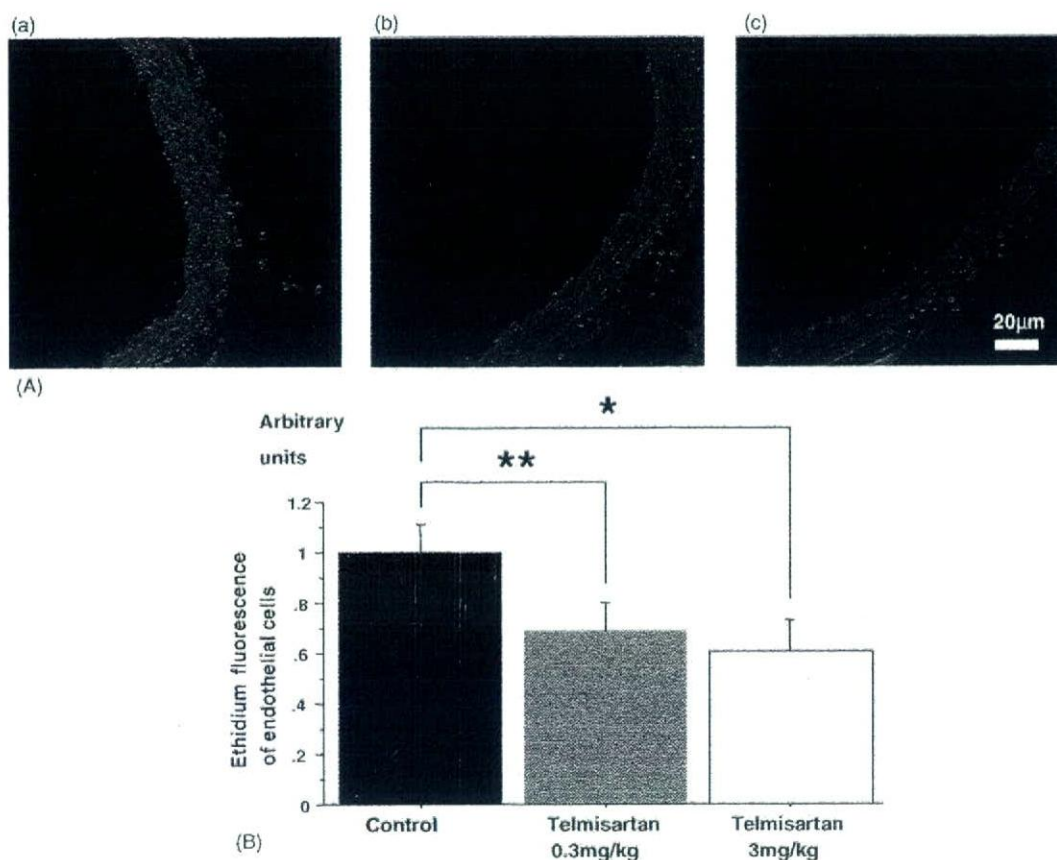 (a)
(b)
(c)
20μm
(A)
Arbitrary
units
*
**
Ethidium fluorescence
of endothelial cells
1.2
1
.8
.6
.4
.2
0
Control
Telmisartan
0.3mg/kg
Telmisartan
3mg/kg
(B)